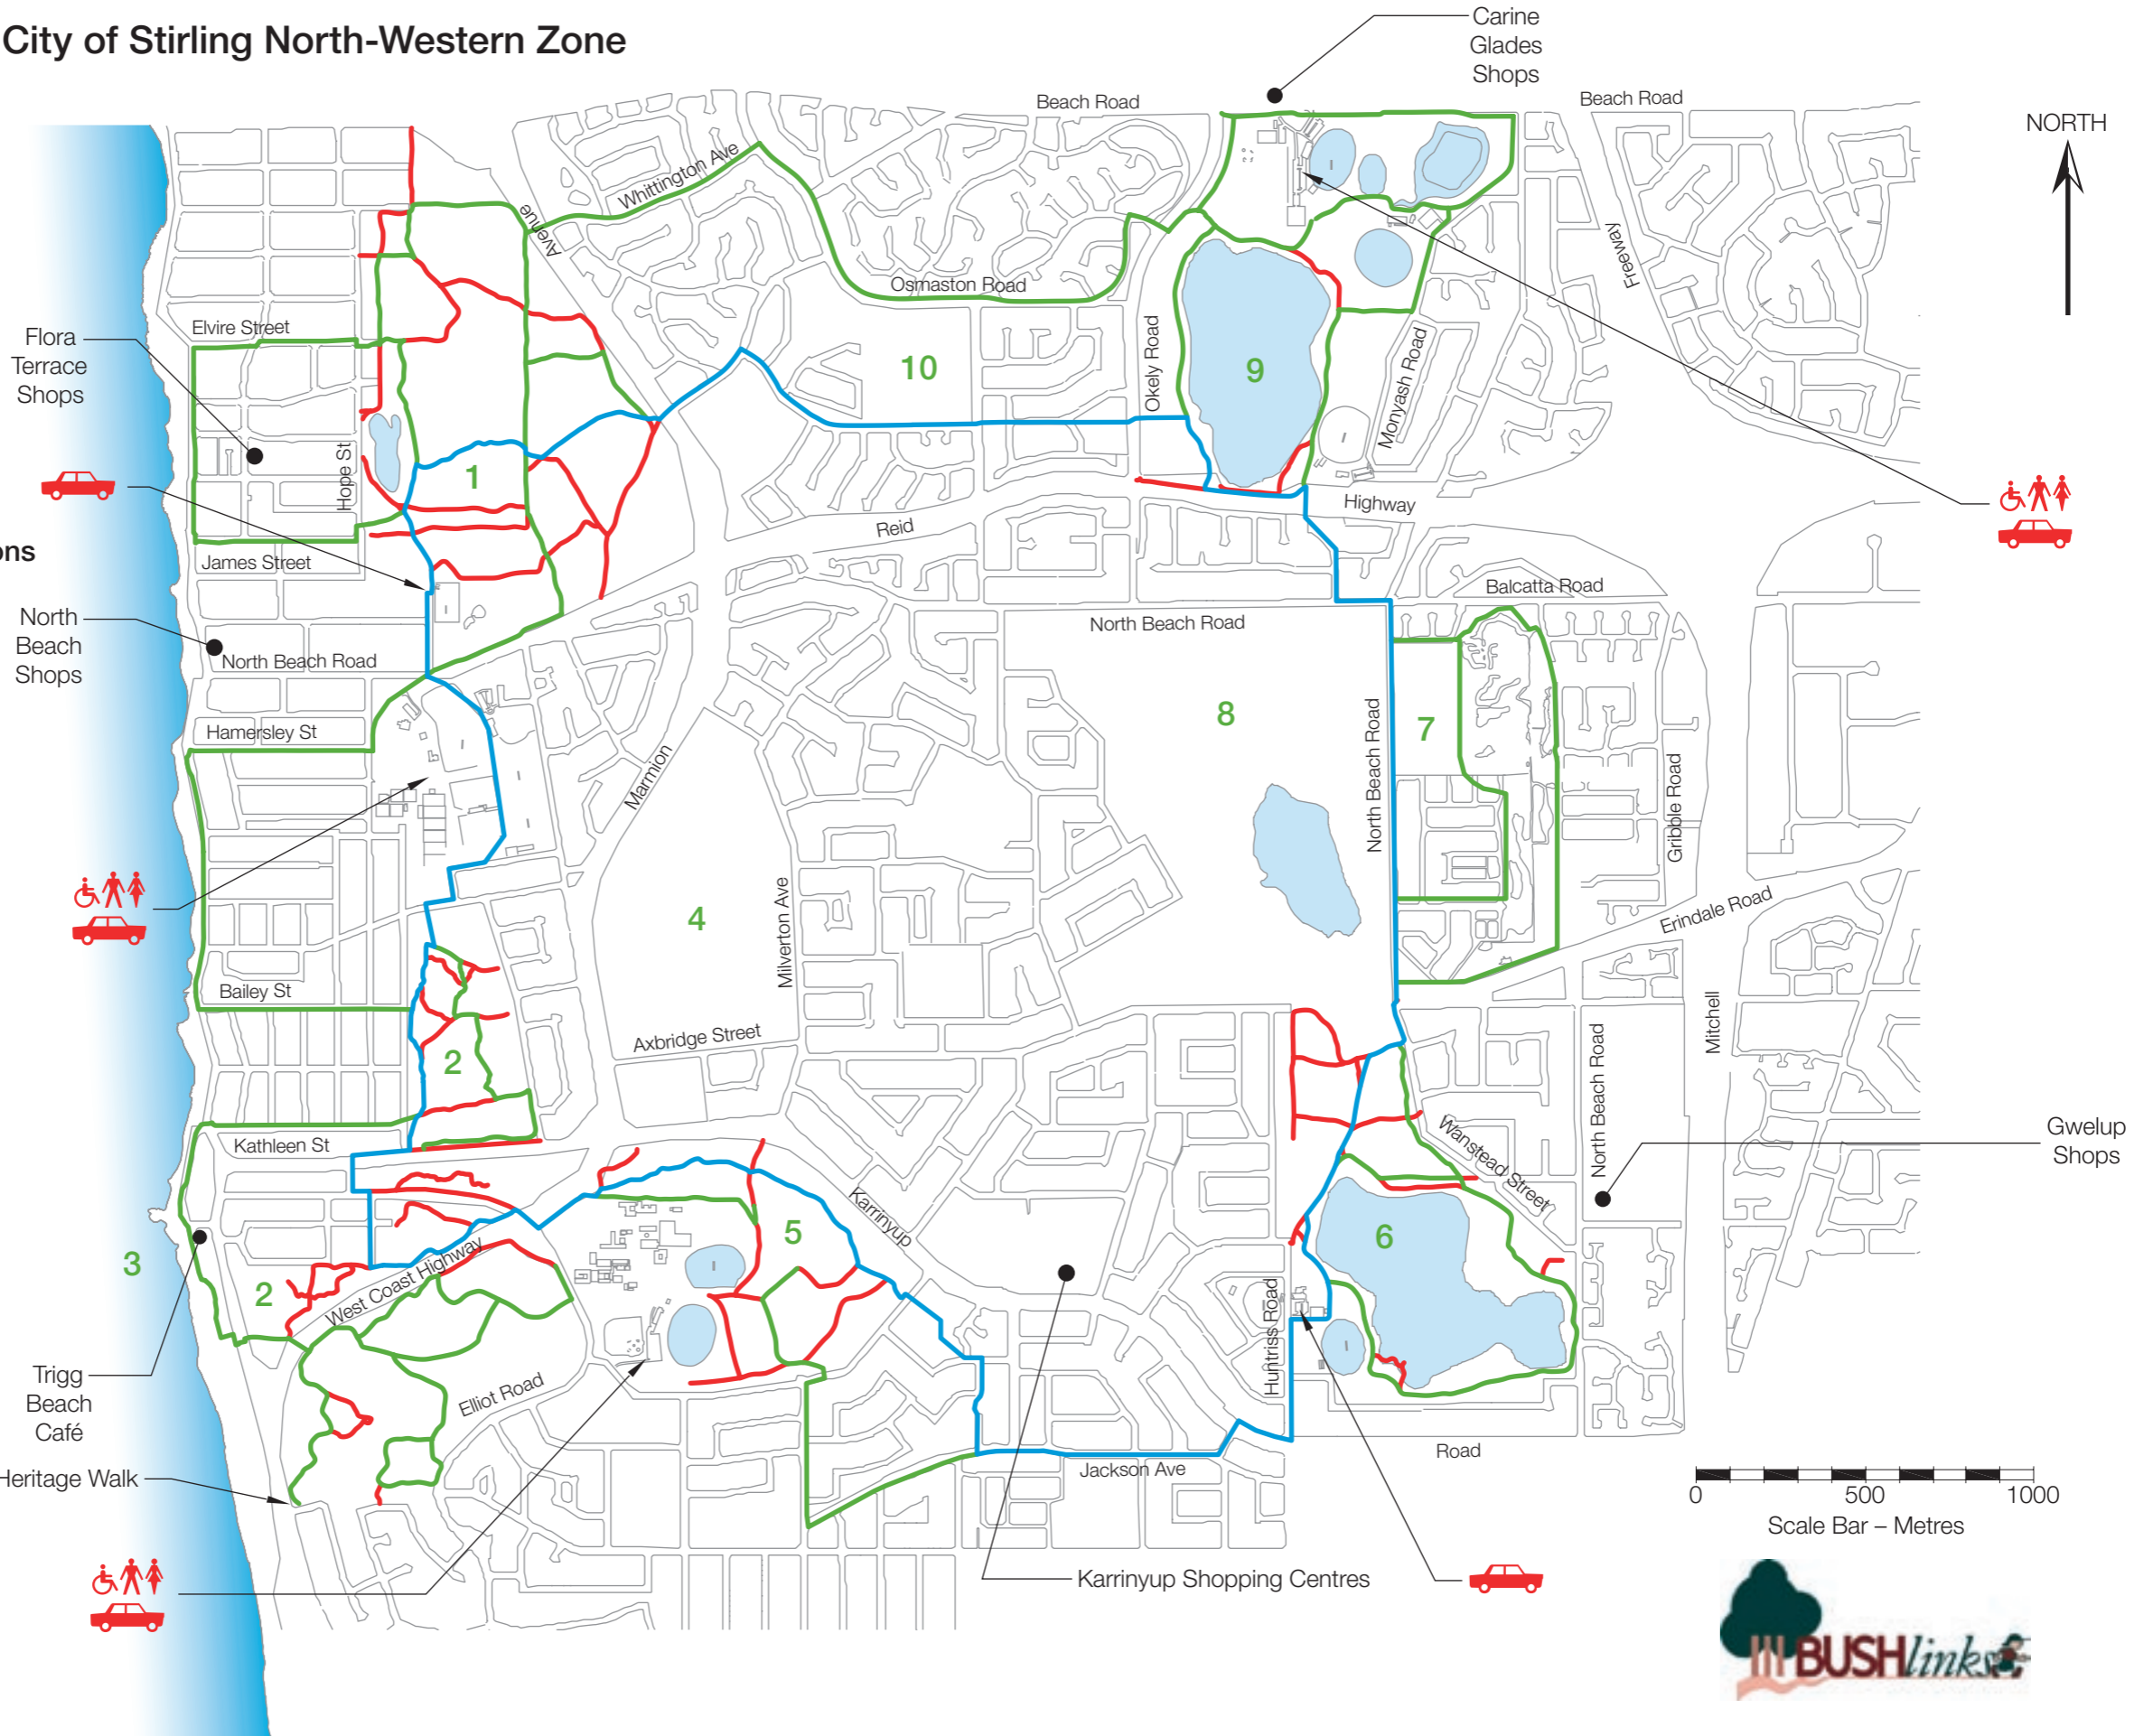 City of Stirling North-Western Zone
Carine
Glades
Shops
Beach Road
Beach Road
NORTH
Whittington Ave
Avenue
Freeway
Osmaston Road
Elvire Street
Flora
Terrace
Shops
Okely Road
Monyash Road
10
9
Hope St
1
Highway
Reid
ons
James Street
Balcatta Road
North
Beach
Shops
North Beach Road
North Beach Road
Hamersley St
8
7
North Beach Road
Marmion
Gribble Road
4
Milverton Ave
Erindale Road
Bailey St
Axbridge Street
Mitchell
2
North Beach Road
Wanstead Street
Kathleen St
Gwelup
Shops
Karrinyup
5
6
3
2
West Coast Highway
Huntriss Road
Trigg
Beach
Café
Elliot Road
Heritage Walk
Jackson Ave
Road
0 500 1000
Scale Bar – Metres
Karrinyup Shopping Centres
BUSHlinks